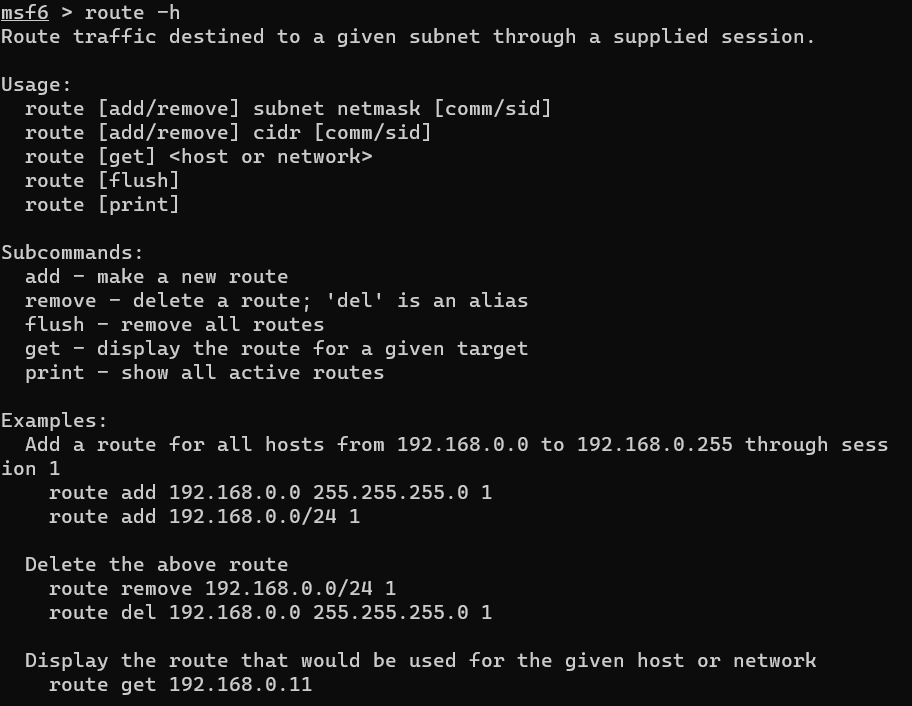 msf6 > route -h
Route traffic destined to a given subnet through a supplied session.

Usage:
  route [add/remove] subnet netmask [comm/sid]
  route [add/remove] cidr [comm/sid]
  route [get] <host or network>
  route [flush]
  route [print]

Subcommands:
  add - make a new route
  remove - delete a route; 'del' is an alias
  flush - remove all routes
  get - display the route for a given target
  print - show all active routes

Examples:
  Add a route for all hosts from 192.168.0.0 to 192.168.0.255 through sess
ion 1
    route add 192.168.0.0 255.255.255.0 1
    route add 192.168.0.0/24 1

  Delete the above route
    route remove 192.168.0.0/24 1
    route del 192.168.0.0 255.255.255.0 1

  Display the route that would be used for the given host or network
    route get 192.168.0.11